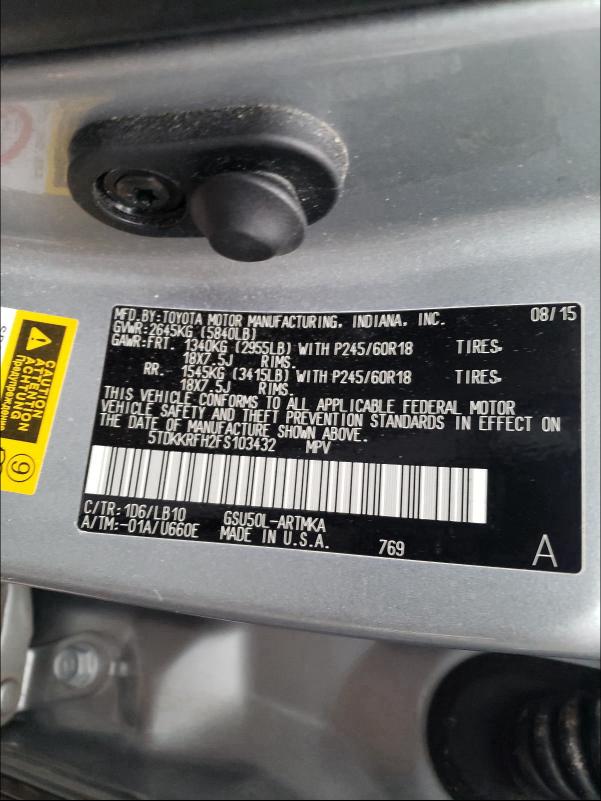 MFD.BY:TOYOTA MOTOR MANUFACTURING, INDIANA, INC. 08/15
GVWR:2645KG (5840LB)
GAWR:FRT. 1340KG (2955LB) WITH P245/60R18 TIRES,
18X7.5J RIMS.
RR. 1545KG (3415LB) WITH P245/60R18 TIRES,
18X7.5J RIMS.
THIS VEHICLE CONFORMS TO ALL APPLICABLE FEDERAL MOTOR
VEHICLE SAFETY AND THEFT PREVENTION STANDARDS IN EFFECT ON
THE DATE OF MANUFACTURE SHOWN ABOVE.
5TDKKRFH2FS103432 MPV
C/TR: 1D6/LB10 GSU50L-ARTMKA
A/TM:-01A/U660E MADE IN U.S.A. 769 A
CAUTION
ATTENTION
ACHTUNG
Предупреждение
9